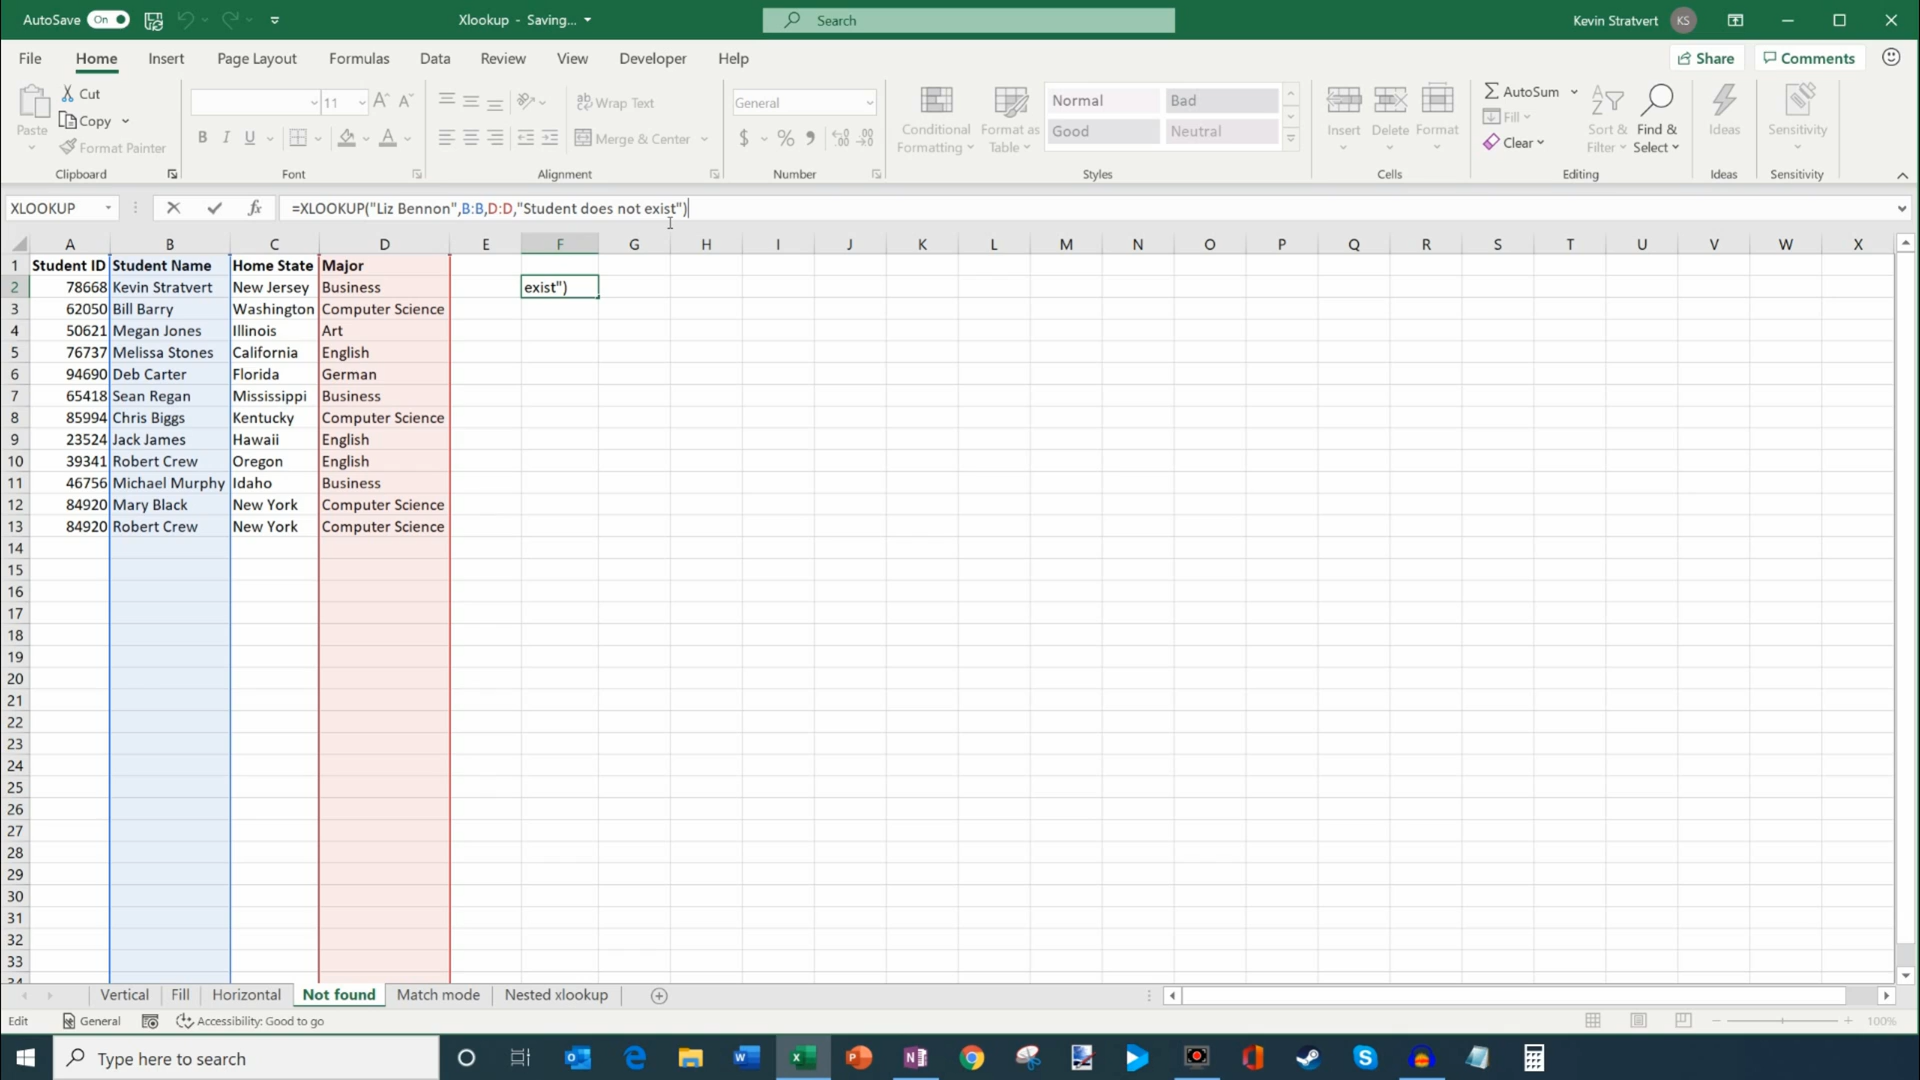 AutoSave On Xlookup - Saving... Search Kevin Stratvert KS
File Home Insert Page Layout Formulas Data Review View Developer Help Share Comments
Paste Cut Copy Format Painter Clipboard
11 B I U A A A Font
ab Wrap Text Merge & Center Alignment
General $ % Number
Conditional Formatting Format as Table Normal Bad Good Neutral Styles
Insert Delete Format Cells
AutoSum Fill Clear Sort & Filter Find & Select Editing
Ideas Ideas Sensitivity Sensitivity
XLOOKUP fx =XLOOKUP("Liz Bennon",B:B,D:D,"Student does not exist")
A B C D E F G H I J K L M N O P Q R S T U V W X
1 Student ID Student Name Home State Major
2 78668 Kevin Stratvert New Jersey Business exist")
3 62050 Bill Barry Washington Computer Science
4 50621 Megan Jones Illinois Art
5 76737 Melissa Stones California English
6 94690 Deb Carter Florida German
7 65418 Sean Regan Mississippi Business
8 85994 Chris Biggs Kentucky Computer Science
9 23524 Jack James Hawaii English
10 39341 Robert Crew Oregon English
11 46756 Michael Murphy Idaho Business
12 84920 Mary Black New York Computer Science
13 84920 Robert Crew New York Computer Science
14
15
16
17
18
19
20
21
22
23
24
25
26
27
28
29
30
31
32
33
34
Vertical Fill Horizontal Not found Match mode Nested xlookup
Edit General Accessibility: Good to go 100%
Type here to search